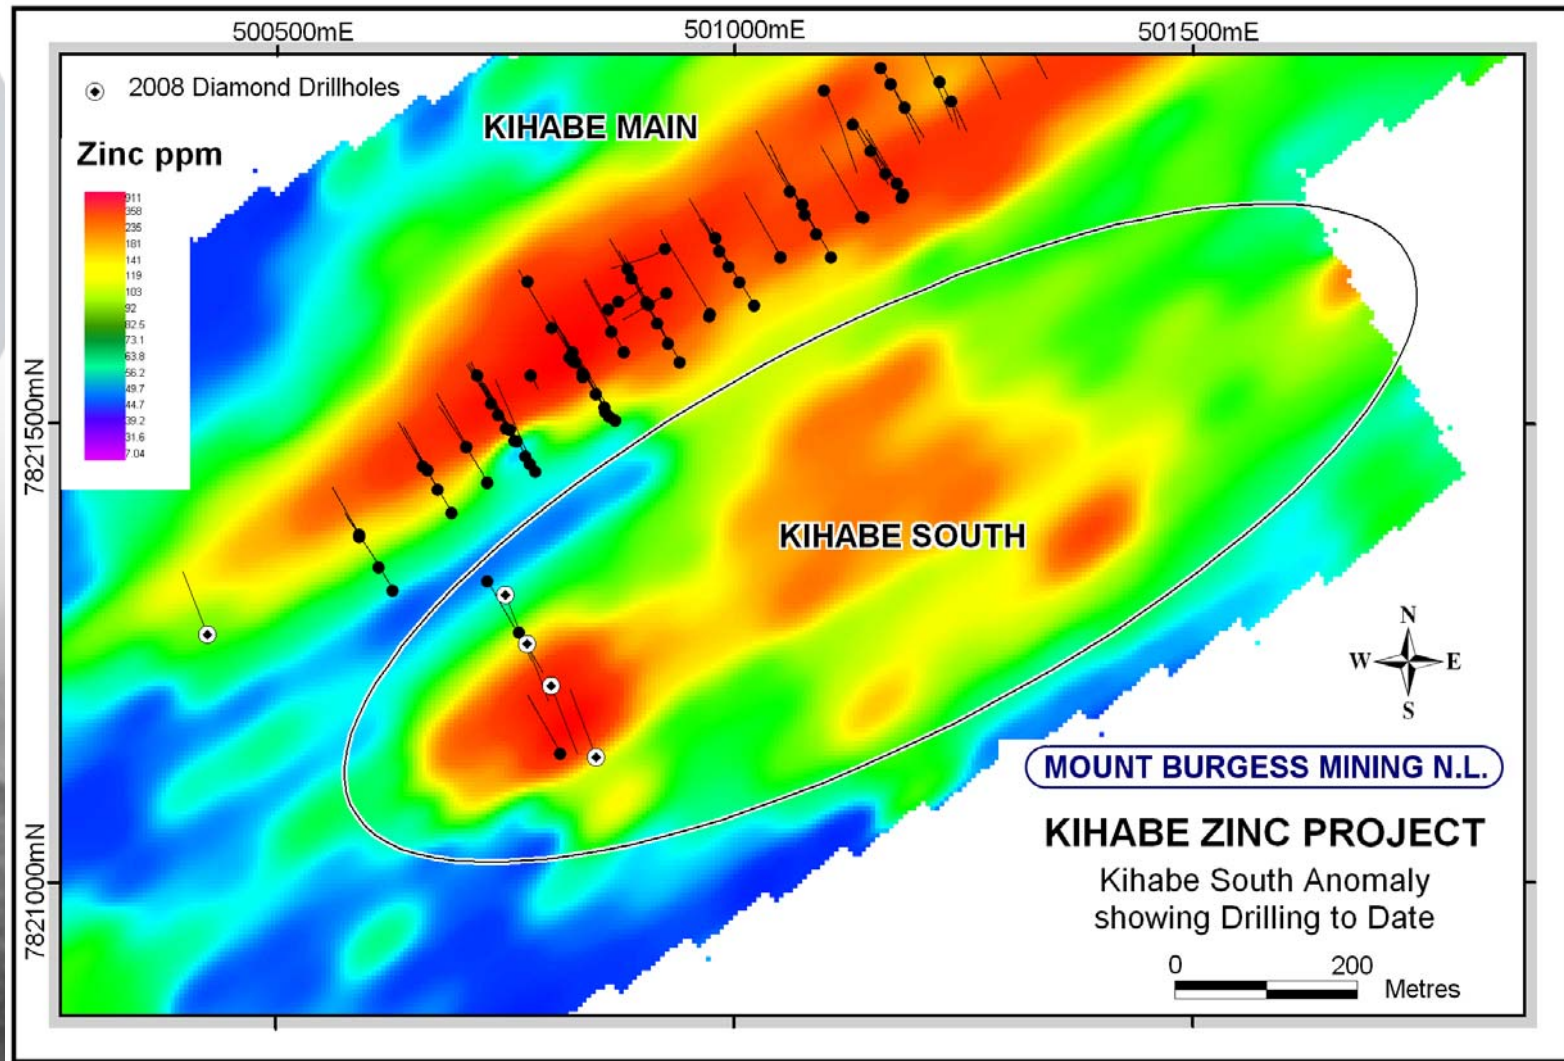 500500mE
501000mE
501500mE
2008 Diamond Drillholes
KIHABE MAIN
Zinc ppm
911
358
235
181
141
119
103
92
82.5
73.1
63.8
56.2
49.7
44.7
39.2
31.6
7.04
7821500mN
KIHABE SOUTH
N
W E
S
MOUNT BURGESS MINING N.L.
7821000mN
KIHABE ZINC PROJECT
Kihabe South Anomaly
showing Drilling to Date
0 200
Metres